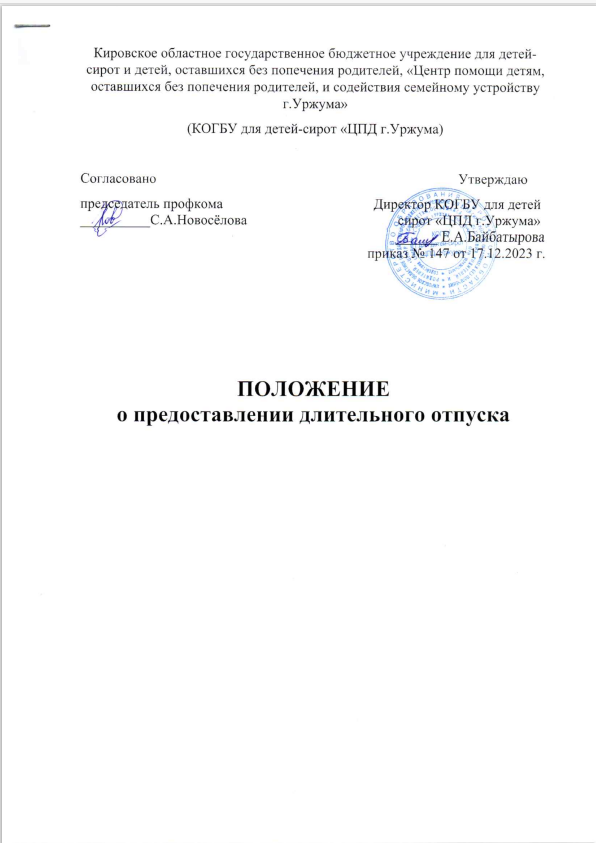 Кировское областное государственное бюджетное учреждение для детей-
сирот и детей, оставшихся без попечения родителей, «Центр помощи детям,
оставшихся без попечения родителей, и содействия семейному устройству
г.Уржума»
(КОГБУ для детей-сирот «ЦПД г.Уржума)
Согласовано
председатель профкома
__________С.А.Новосёлова
Утверждаю
Директор КОГБУ для детей
сирот «ЦПД г.Уржума»
Е.А.Байбатырова
приказ № 147 от 17.12.2023 г.
ПОЛОЖЕНИЕ
о предоставлении длительного отпуска